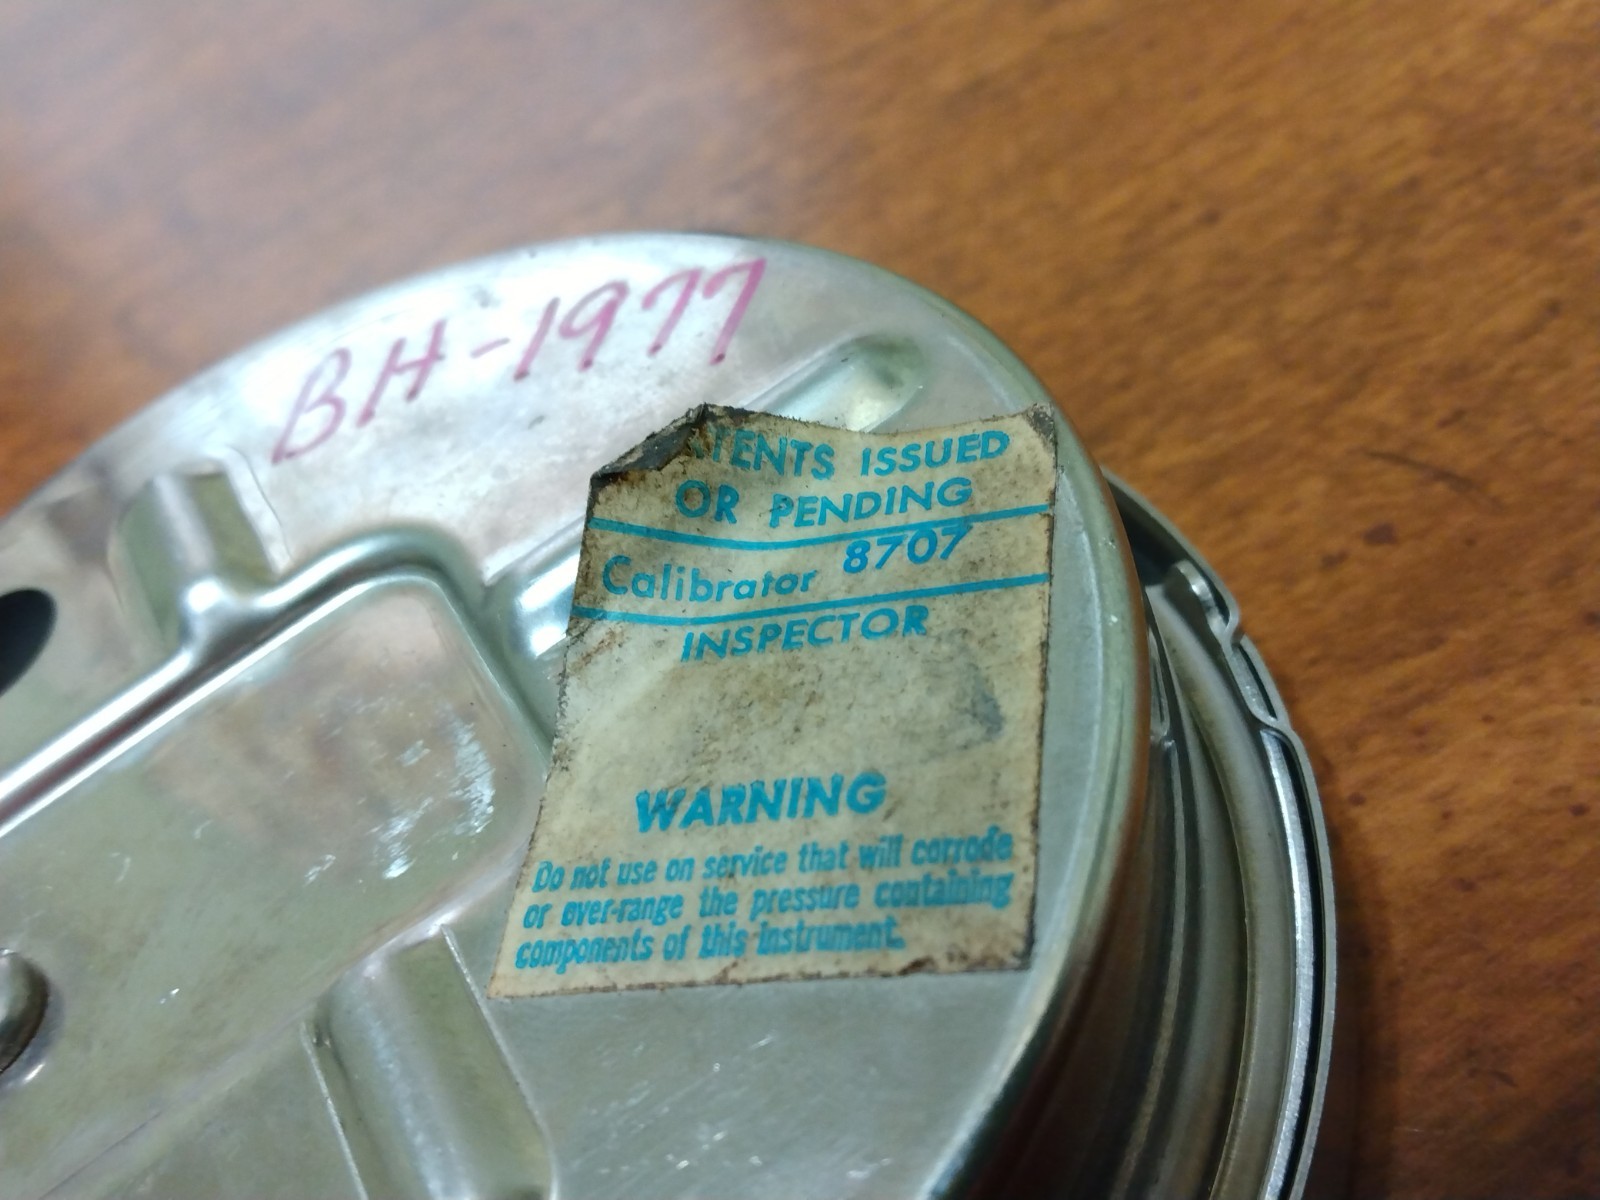 BH-1977
TENTS ISSUED
OR PENDING
Calibrator 8707
INSPECTOR
WARNING
Do not use on service that will corrode
or over-range the pressure containing
components of this instrument.